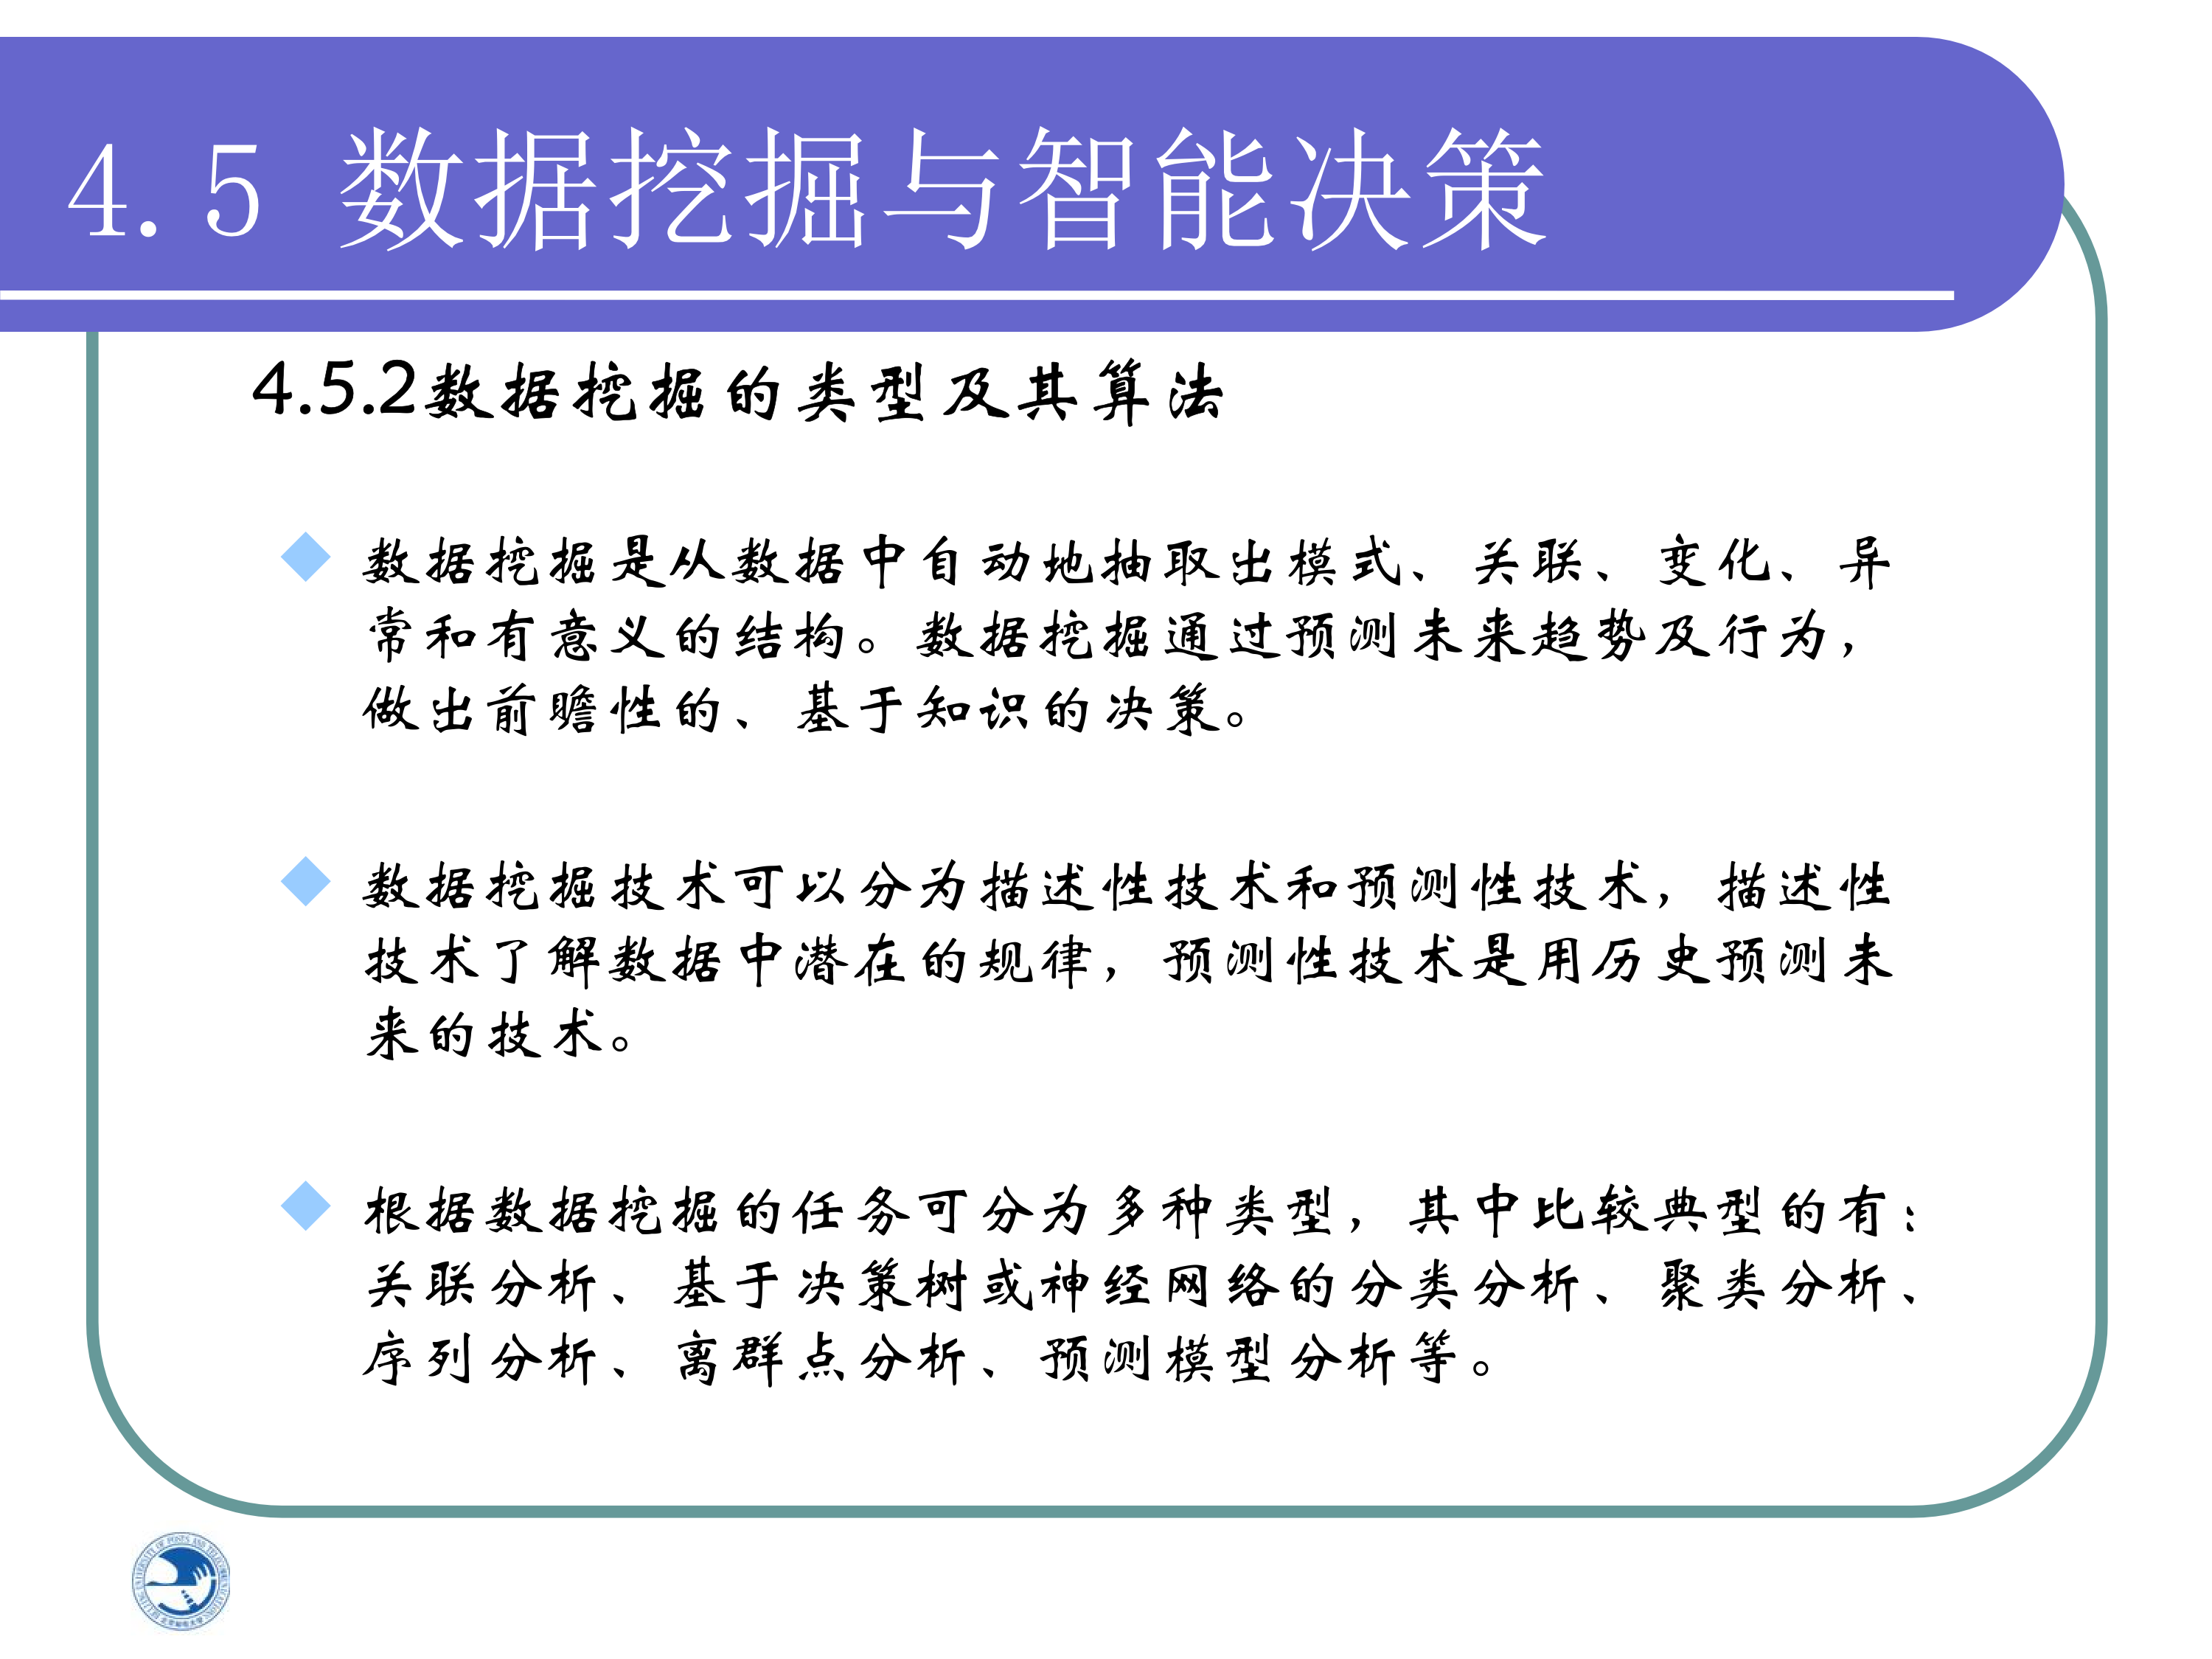 4.5 数据挖掘与智能决策
4.5.2数据挖掘的类型及其算法
数据挖掘是从数据中自动地抽取出模式、关联、变化、异
常和有意义的结构。数据挖掘通过预测未来趋势及行为，
做出前瞻性的、基于知识的决策。
数据挖掘技术可以分为描述性技术和预测性技术，描述性
技术了解数据中潜在的规律，预测性技术是用历史预测未
来的技术。
根据数据挖掘的任务可分为多种类型，其中比较典型的有：
关联分析、基于决策树或神经网络的分类分析、聚类分析、
序列分析、离群点分析、预测模型分析等。